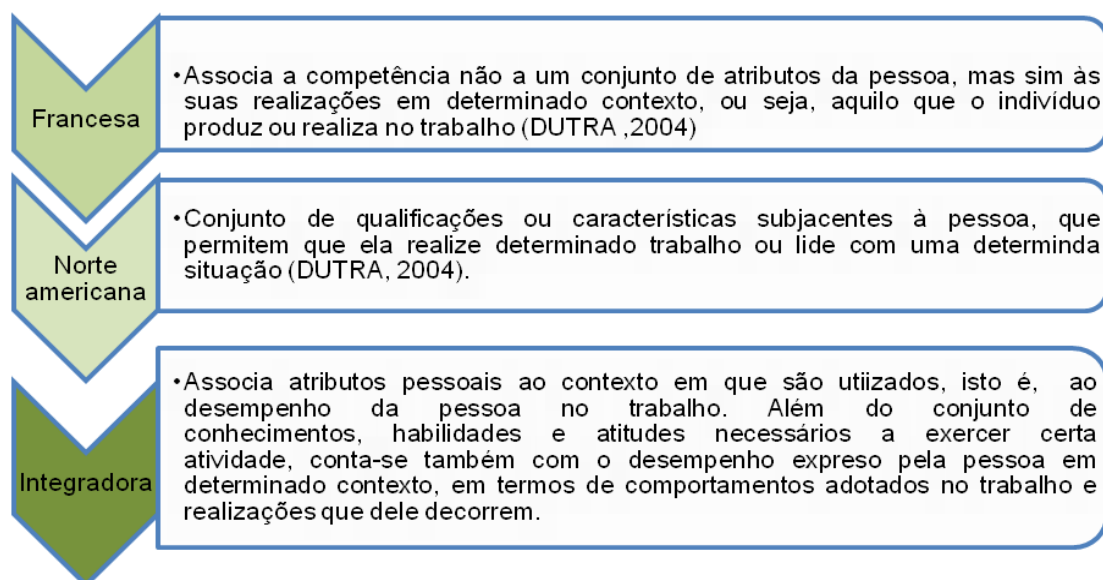 Francesa
•Associa a competência não a um conjunto de atributos da pessoa, mas sim às
suas realizações em determinado contexto, ou seja, aquilo que o indivíduo
produz ou realiza no trabalho (DUTRA ,2004)
Norte
americana
•Conjunto de qualificações ou características subjacentes à pessoa, que
permitem que ela realize determinado trabalho ou lide com uma determinda
situação (DUTRA, 2004).
Integradora
•Associa atributos pessoais ao contexto em que são utiizados, isto é, ao
desempenho da pessoa no trabalho. Além do conjunto de
conhecimentos, habilidades e atitudes necessários a exercer certa
atividade, conta-se também com o desempenho expreso pela pessoa em
determinado contexto, em termos de comportamentos adotados no trabalho e
realizações que dele decorrem.